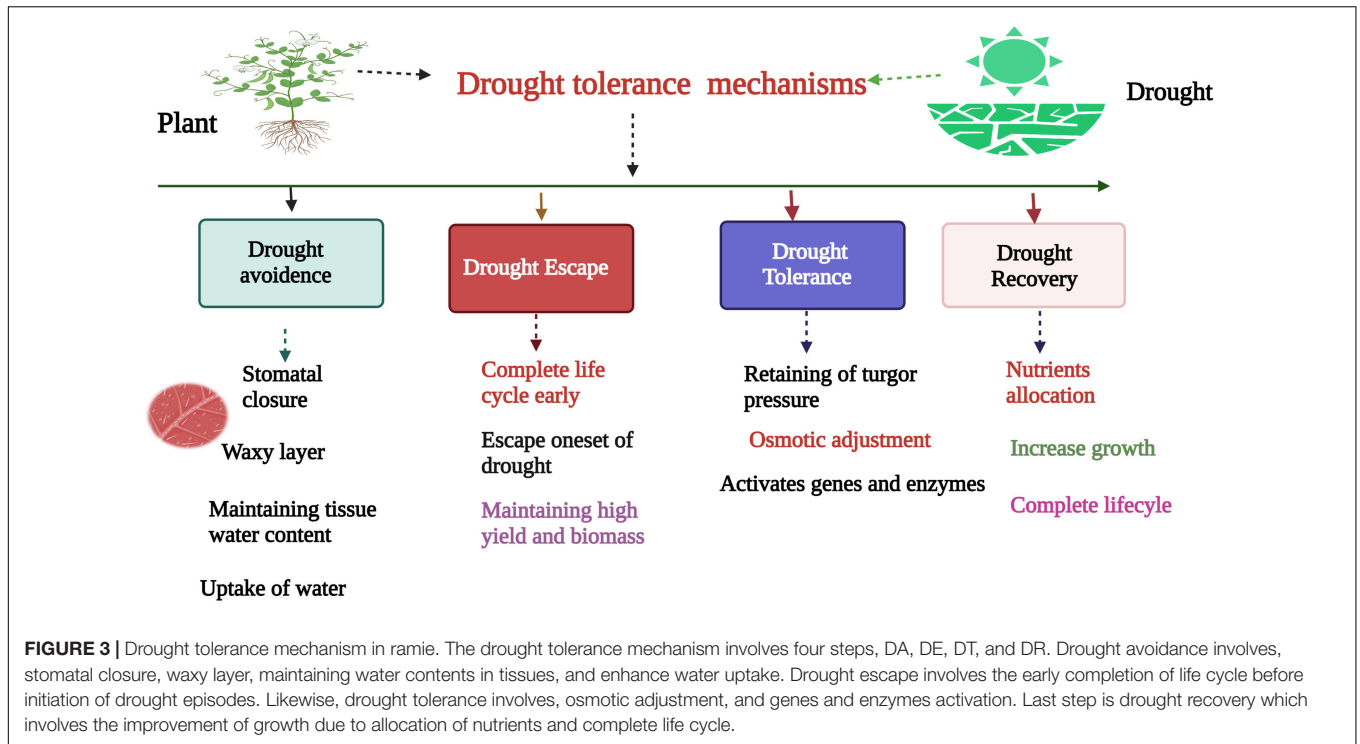 Drought tolerance mechanisms
Plant
Drought
Drought
avoidence
Drought Escape
Drought
Tolerance
Drought
Recovery
Stomatal
closure
Waxy layer
Maintaining tissue
water content
Uptake of water
Complete life
cycle early
Escape oneset of
drought
Maintaining high
yield and biomass
Retaining of turgor
pressure
Osmotic adjustment
Activates genes and enzymes
Nutrients
allocation
Increase growth
Complete lifecyle
FIGURE 3 | Drought tolerance mechanism in ramie. The drought tolerance mechanism involves four steps, DA, DE, DT, and DR. Drought avoidance involves,
stomatal closure, waxy layer, maintaining water contents in tissues, and enhance water uptake. Drought escape involves the early completion of life cycle before
initiation of drought episodes. Likewise, drought tolerance involves, osmotic adjustment, and genes and enzymes activation. Last step is drought recovery which
involves the improvement of growth due to allocation of nutrients and complete life cycle.